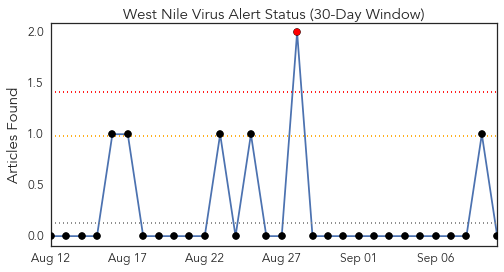 West Nile Virus Alert Status (30-Day Window)
Articles Found
2.0
1.5
1.0
0.5
0.0
Aug 12 Aug 17 Aug 22 Aug 27 Sep 01 Sep 06